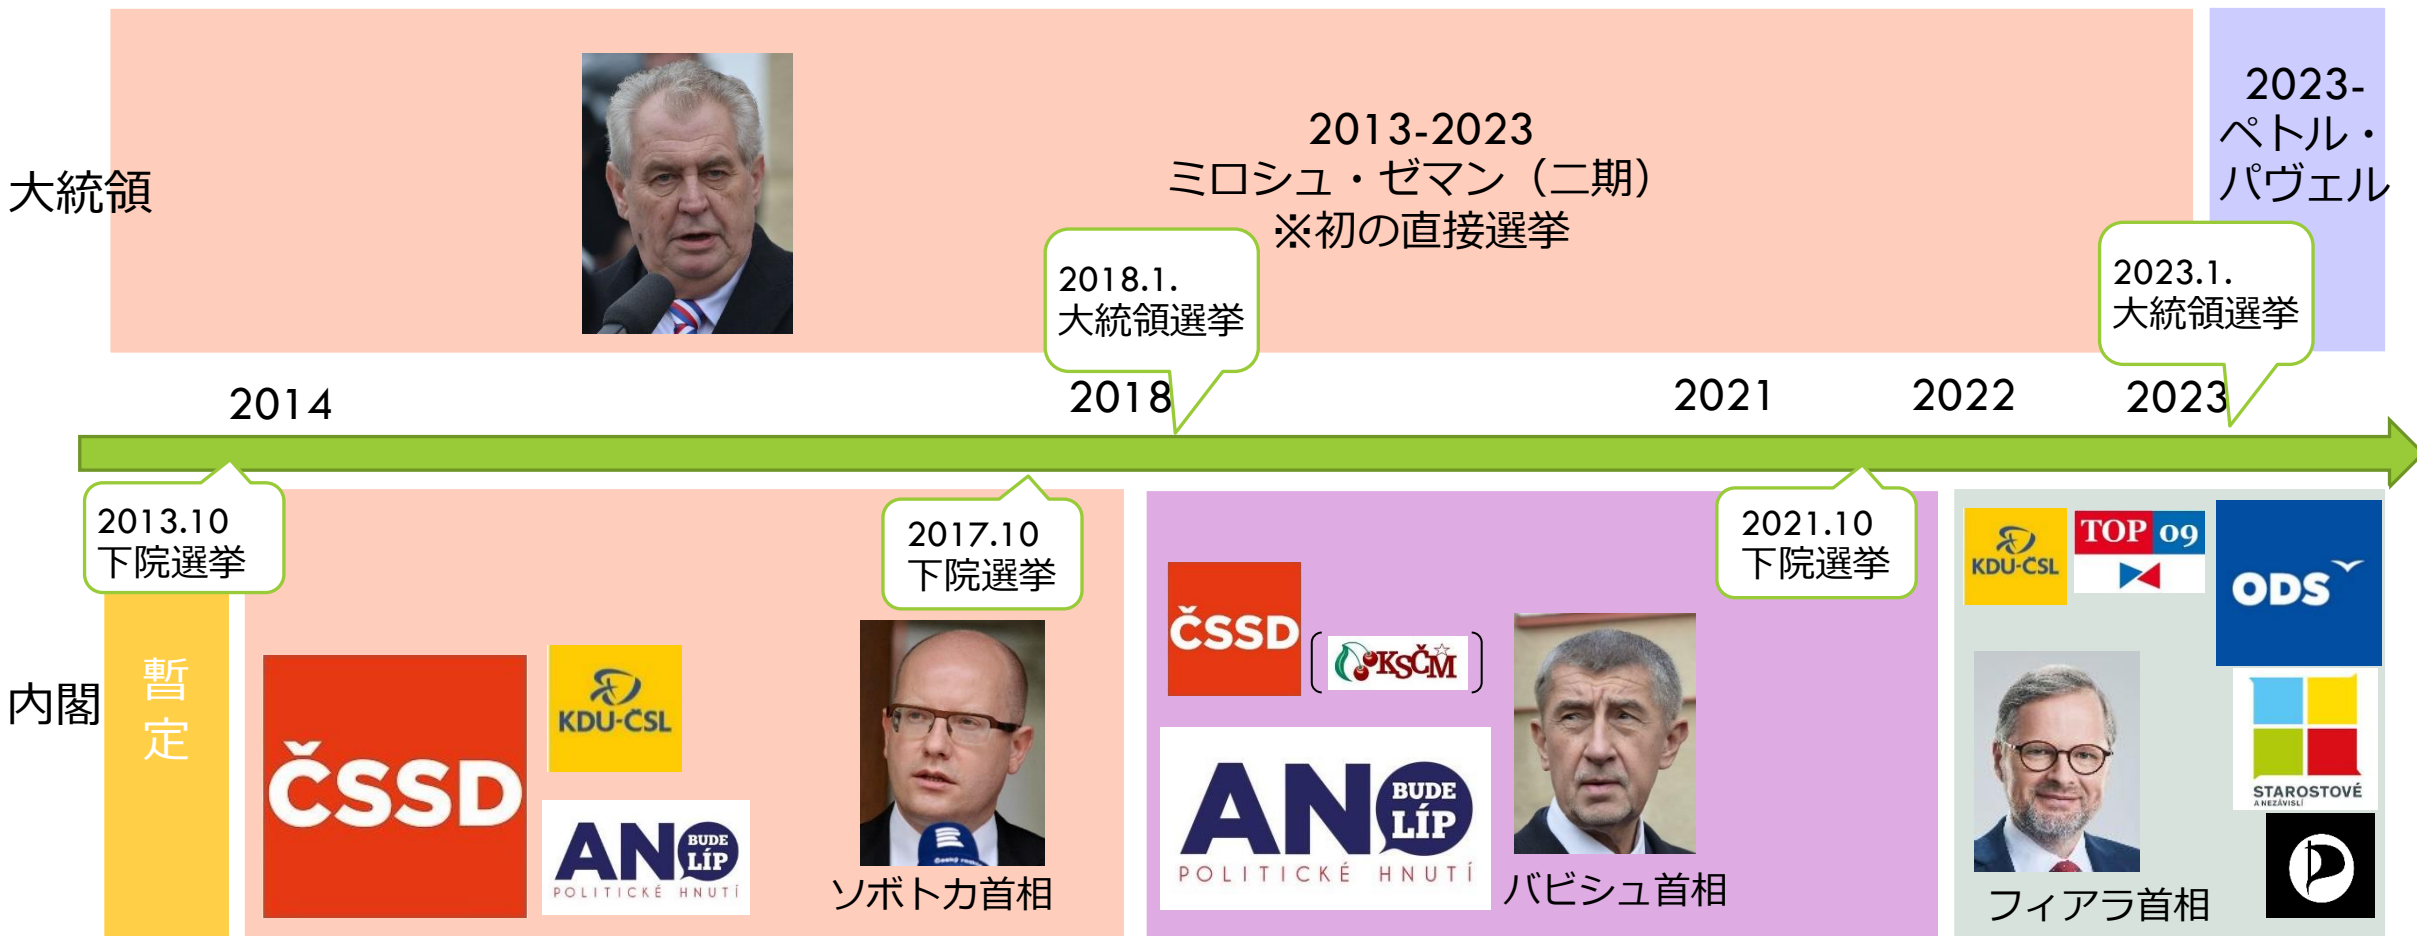 大統領
2013-2023
ミロシュ・ゼマン（二期）
※初の直接選挙
2023-
ペトル・
パヴェル
2018.1.
大統領選挙
2023.1.
大統領選挙
2014
2018
2021
2022
2023
2013.10
下院選挙
2017.10
下院選挙
2021.10
下院選挙
内閣
暫
定
ČSSD
KDU-ČSL
ANO
BUDE
LÍP
POLITICKÉ HNUTÍ
ソボトカ首相
ČSSD
(KSČM)
ANO
BUDE
LÍP
POLITICKÉ HNUTÍ
バビシュ首相
KDU-ČSL
TOP 09
ODS
STAROSTOVÉ
A NEZÁVISLÍ
フィアラ首相